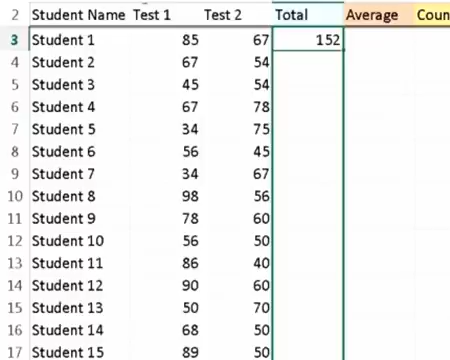 2 Student Name Test 1 Test 2 Total Average Coun
3 Student 1 85 67 152
4 Student 2 67 54
5 Student 3 45 54
6 Student 4 67 78
7 Student 5 34 75
8 Student 6 56 45
9 Student 7 34 67
10 Student 8 98 56
11 Student 9 78 60
12 Student 10 56 50
13 Student 11 86 40
14 Student 12 90 60
15 Student 13 50 70
16 Student 14 68 50
17 Student 15 89 50